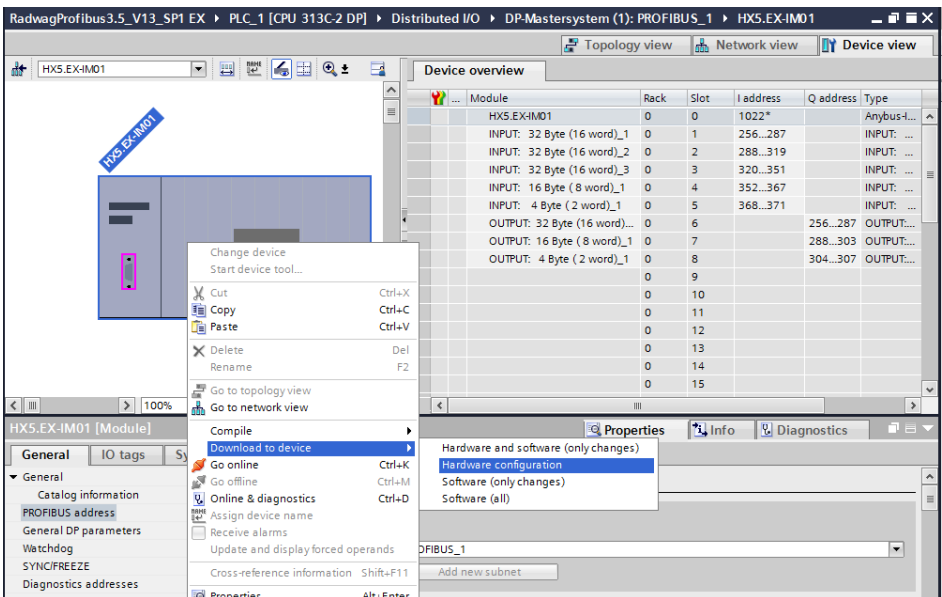 RadwagProfibus3.5_V13_SP1 EX ▸ PLC_1 [CPU 313C-2 DP] ▸ Distributed I/O ▸ DP-Mastersystem (1): PROFIBUS_1 ▸ HX5.EX-IM01
Topology view Network view Device view
HX5.EX-IM01
Device overview
... Module Rack Slot I address Q address Type
HX5.EX-IM01 0 0 1022* Anybus-I...
INPUT: 32 Byte (16 word)_1 0 1 256...287 INPUT: ...
INPUT: 32 Byte (16 word)_2 0 2 288...319 INPUT: ...
INPUT: 32 Byte (16 word)_3 0 3 320...351 INPUT: ...
INPUT: 16 Byte ( 8 word)_1 0 4 352...367 INPUT: ...
INPUT: 4 Byte ( 2 word)_1 0 5 368...371 INPUT: ...
OUTPUT: 32 Byte (16 word)... 0 6 256...287 OUTPUT:...
OUTPUT: 16 Byte ( 8 word)_1 0 7 288...303 OUTPUT:...
OUTPUT: 4 Byte ( 2 word)_1 0 8 304...307 OUTPUT:...
0 9
0 10
0 11
0 12
0 13
0 14
0 15
HX5.EX-IM01
100%
Change device
Start device tool...
Cut Ctrl+X
Copy Ctrl+C
Paste Ctrl+V
Delete Del
Rename F2
Go to topology view
Go to network view
Compile
Download to device
Go online Ctrl+K
Go offline Ctrl+M
Online & diagnostics Ctrl+D
Assign device name
Receive alarms
Update and display forced operands
Cross-reference information Shift+F11
Properties Alt+Enter
Hardware and software (only changes)
Hardware configuration
Software (only changes)
Software (all)
HX5.EX-IM01 [Module]
Properties Info Diagnostics
General IO tags Sy
General
Catalog information
PROFIBUS address
General DP parameters
Watchdog
SYNC/FREEZE
Diagnostics addresses
OFIBUS_1
Add new subnet